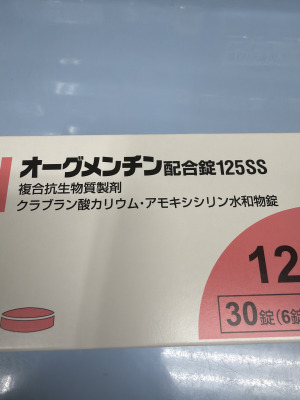 オーグメンチン配合錠125SS
複合抗生物質製剤
クラブラン酸カリウム・アモキシシリン水和物錠
12
30錠(6錠